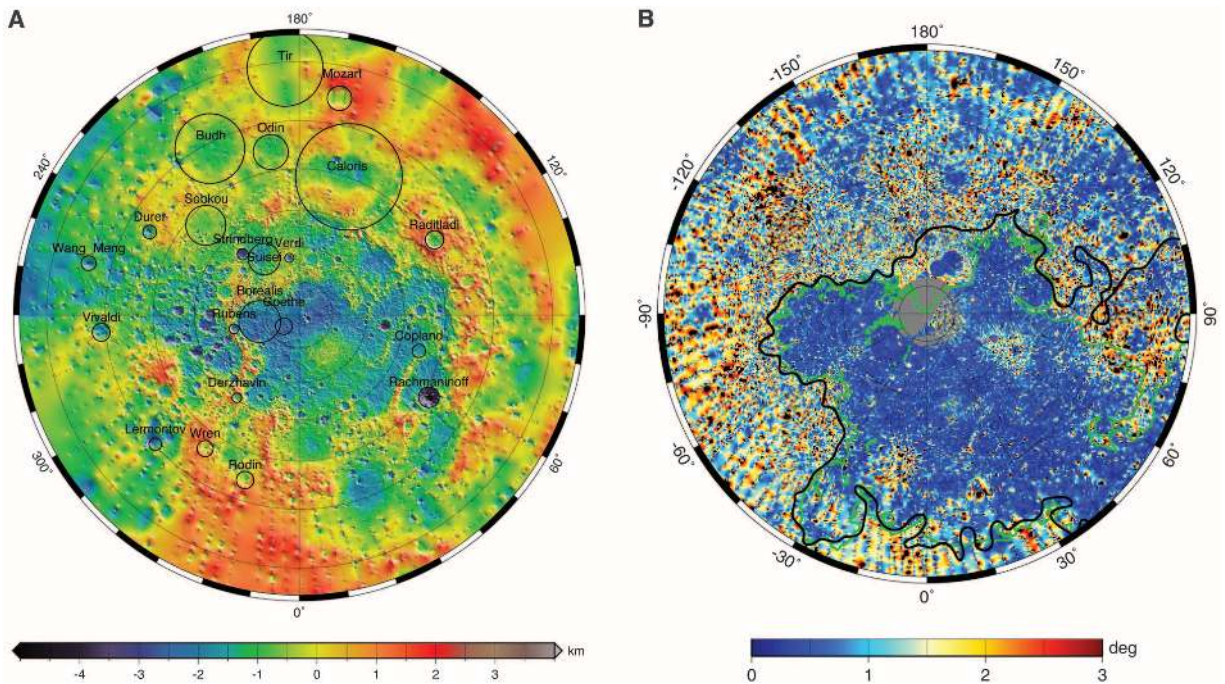 A
180°
Tir
Mozart
Budh
Odin
240°
120°
Caloris
Sobkou
Durer
Raditladi
Strindberg
Verdi
Wang_Meng
Suisei
Borealis
Goethe
Vivaldi
Rubens
Copland
Derzhavin
Rachmaninoff
Lermontov
Wren
Rodin
300°
60°
0°
-4 -3 -2 -1 0 1 2 3
km
B
180°
-150°
150°
-120°
120°
-90°
90°
-60°
60°
-30°
30°
0°
deg
0 1 2 3